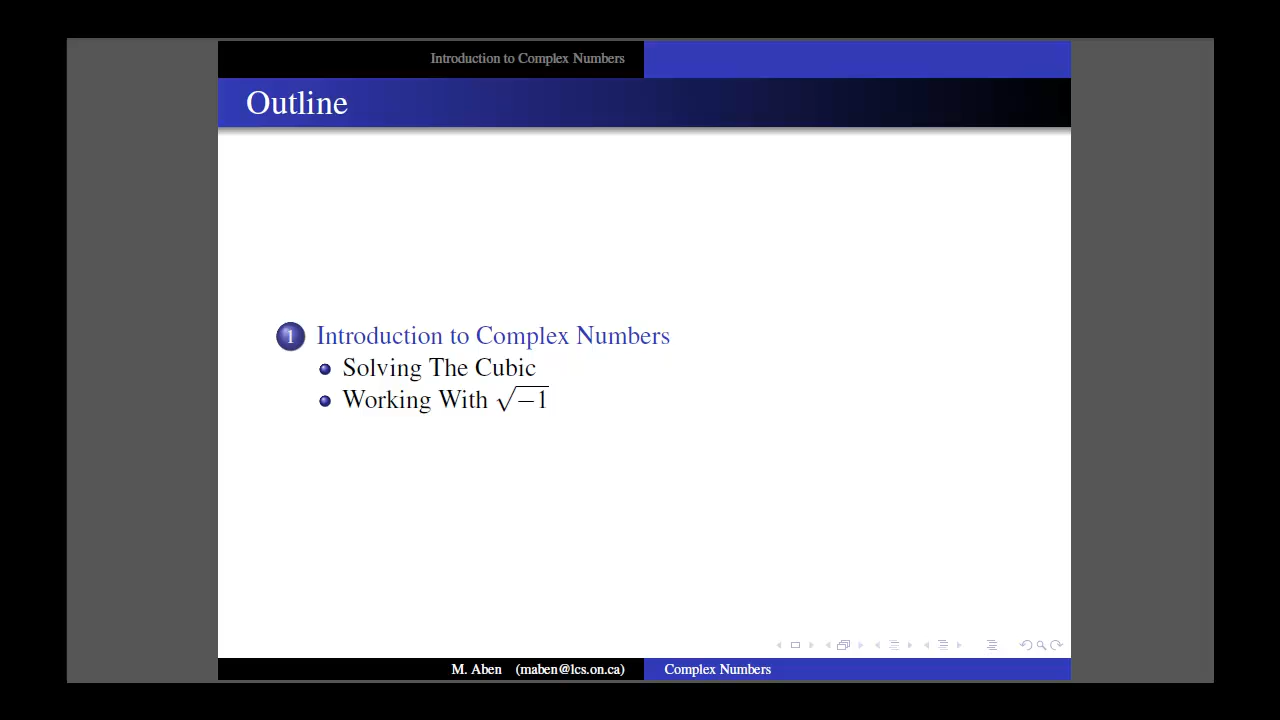 Introduction to Complex Numbers
Outline
1 Introduction to Complex Numbers
Solving The Cubic
Working With √−1
M. Aben (maben@lcs.on.ca) Complex Numbers